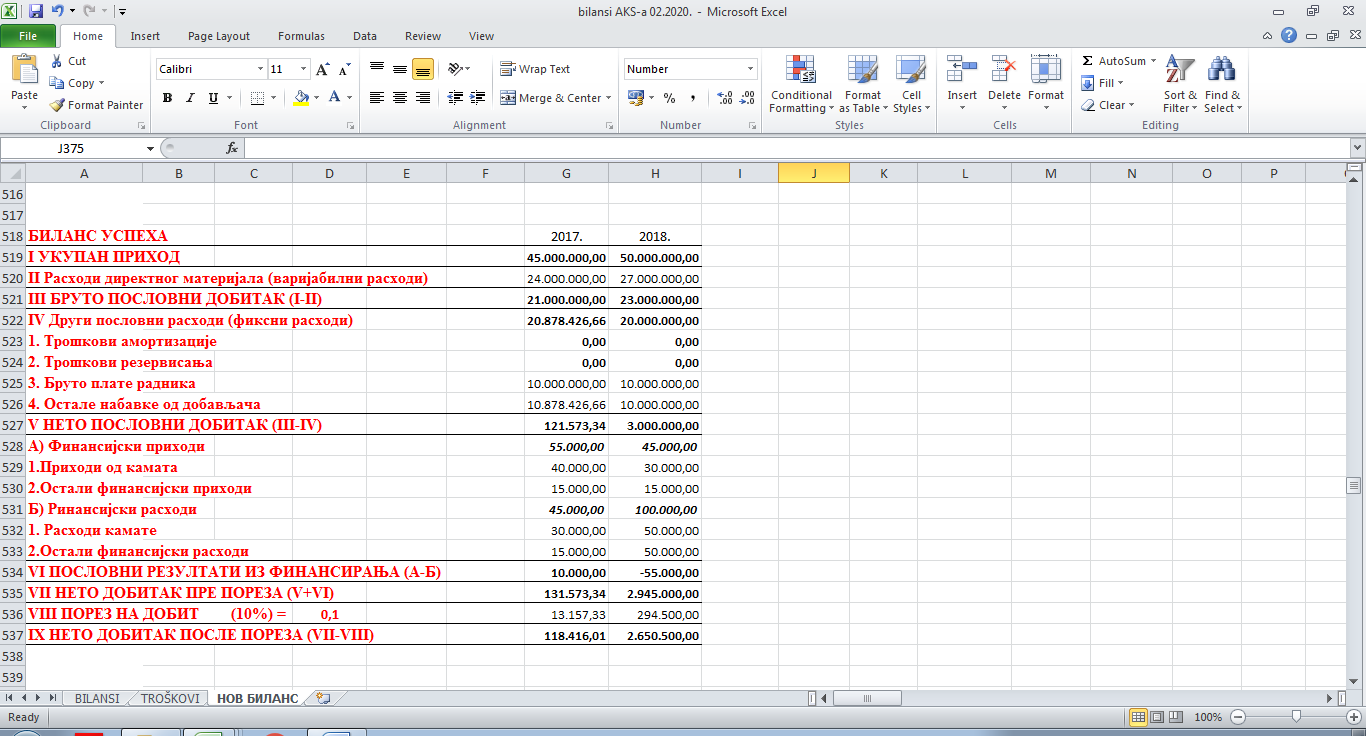 bilansi AKS-a 02.2020. - Microsoft Excel
File Home Insert Page Layout Formulas Data Review View
Paste Cut Copy Format Painter Clipboard
Calibri 11 B I U Font
Wrap Text Merge & Center Alignment
Number % , Number
Conditional Formatting Format as Table Cell Styles Styles
Insert Delete Format Cells
AutoSum Fill Clear Sort & Filter Find & Select Editing
J375 fx
A B C D E F G H I J K L M N O P
516
517
518 БИЛАНС УСПЕХА 2017. 2018.
519 I УКУПАН ПРИХОД 45.000.000,00 50.000.000,00
520 II Расходи директног материјала (варијабилни расходи) 24.000.000,00 27.000.000,00
521 III БРУТО ПОСЛОВНИ ДОБИТАК (I-II) 21.000.000,00 23.000.000,00
522 IV Други пословни расходи (фиксни расходи) 20.878.426,66 20.000.000,00
523 1. Трошкови амортизације 0,00 0,00
524 2. Трошкови резервисања 0,00 0,00
525 3. Бруто плате радника 10.000.000,00 10.000.000,00
526 4. Остале набавке од добављача 10.878.426,66 10.000.000,00
527 V НЕТО ПОСЛОВНИ ДОБИТАК (III-IV) 121.573,34 3.000.000,00
528 А) Финансијски приходи 55.000,00 45.000,00
529 1.Приходи од камата 40.000,00 30.000,00
530 2.Остали финансијски приходи 15.000,00 15.000,00
531 Б) Ринансијски расходи 45.000,00 100.000,00
532 1. Расходи камате 30.000,00 50.000,00
533 2.Остали финансијски расходи 15.000,00 50.000,00
534 VI ПОСЛОВНИ РЕЗУЛТАТИ ИЗ ФИНАНСИРАЊА (А-Б) 10.000,00 -55.000,00
535 VII НЕТО ДОБИТАК ПРЕ ПОРЕЗА (V+VI) 131.573,34 2.945.000,00
536 VIII ПОРЕЗ НА ДОБИТ (10%) = 0,1 13.157,33 294.500,00
537 IX НЕТО ДОБИТАК ПОСЛЕ ПОРЕЗА (VII-VIII) 118.416,01 2.650.500,00
538
539
BILANSI TROŠKOVI НОВ БИЛАНС
Ready 100%